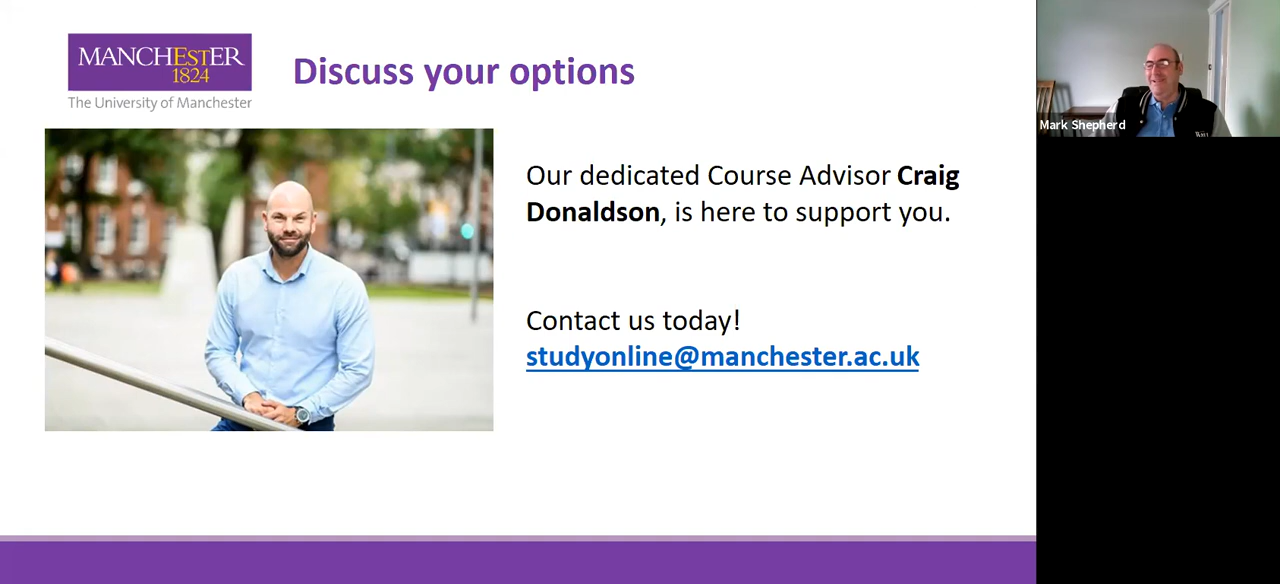 MANCHESTER
1824
The University of Manchester
Discuss your options
Our dedicated Course Advisor Craig
Donaldson, is here to support you.
Contact us today!
studyonline@manchester.ac.uk
Mark Shepherd